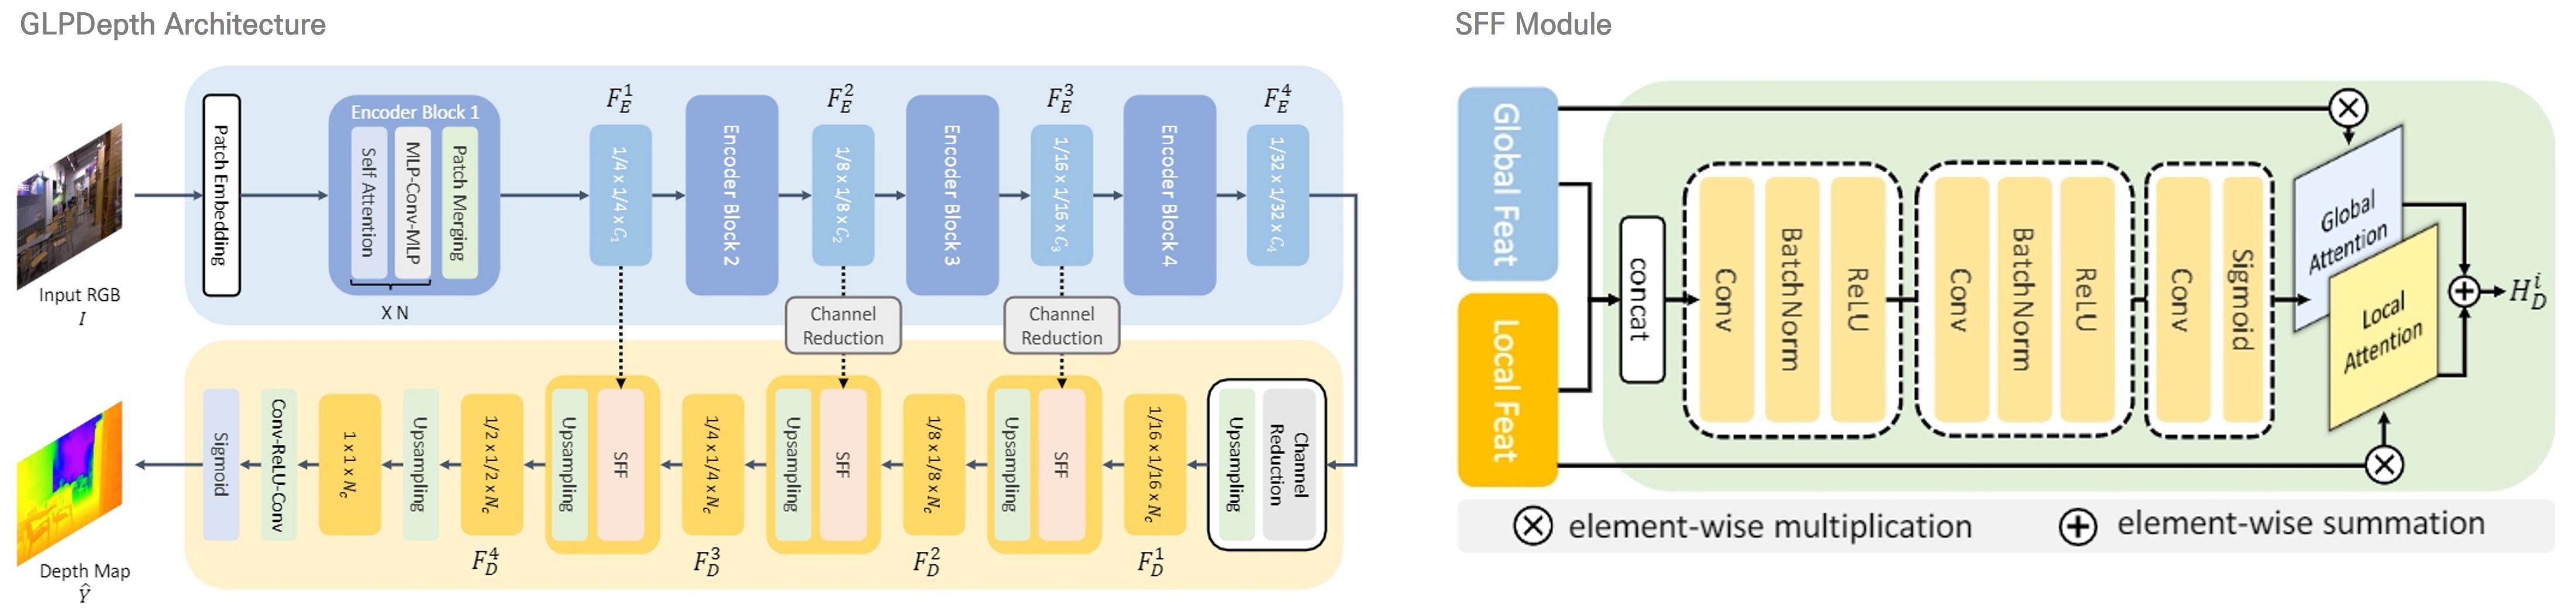 GLPDepth Architecture
Input RGB
I
Patch Embedding
Encoder Block 1
Self Attention
MLP-Conv-MLP
Patch Merging
X N
F_E^1
1/4 x 1/4 x C_1
Encoder Block 2
F_E^2
1/8 x 1/8 x C_2
Encoder Block 3
F_E^3
1/16 x 1/16 x C_3
Encoder Block 4
F_E^4
1/32 x 1/32 x C_4
Channel
Reduction
Channel
Reduction
Depth Map
Ŷ
Sigmoid
Conv-ReLU-Conv
1 x 1 x N_c
Upsampling
1/2 x 1/2 x N_c
F_D^4
Upsampling
SFF
1/4 x 1/4 x N_c
F_D^3
Upsampling
SFF
1/8 x 1/8 x N_c
F_D^2
Upsampling
SFF
1/16 x 1/16 x N_c
F_D^1
Upsampling
Channel
Reduction
SFF Module
Global Feat
Local Feat
concat
Conv
BatchNorm
ReLU
Conv
BatchNorm
ReLU
Conv
Sigmoid
Global
Attention
Local
Attention
H_D^i
⊗ element-wise multiplication
⊕ element-wise summation